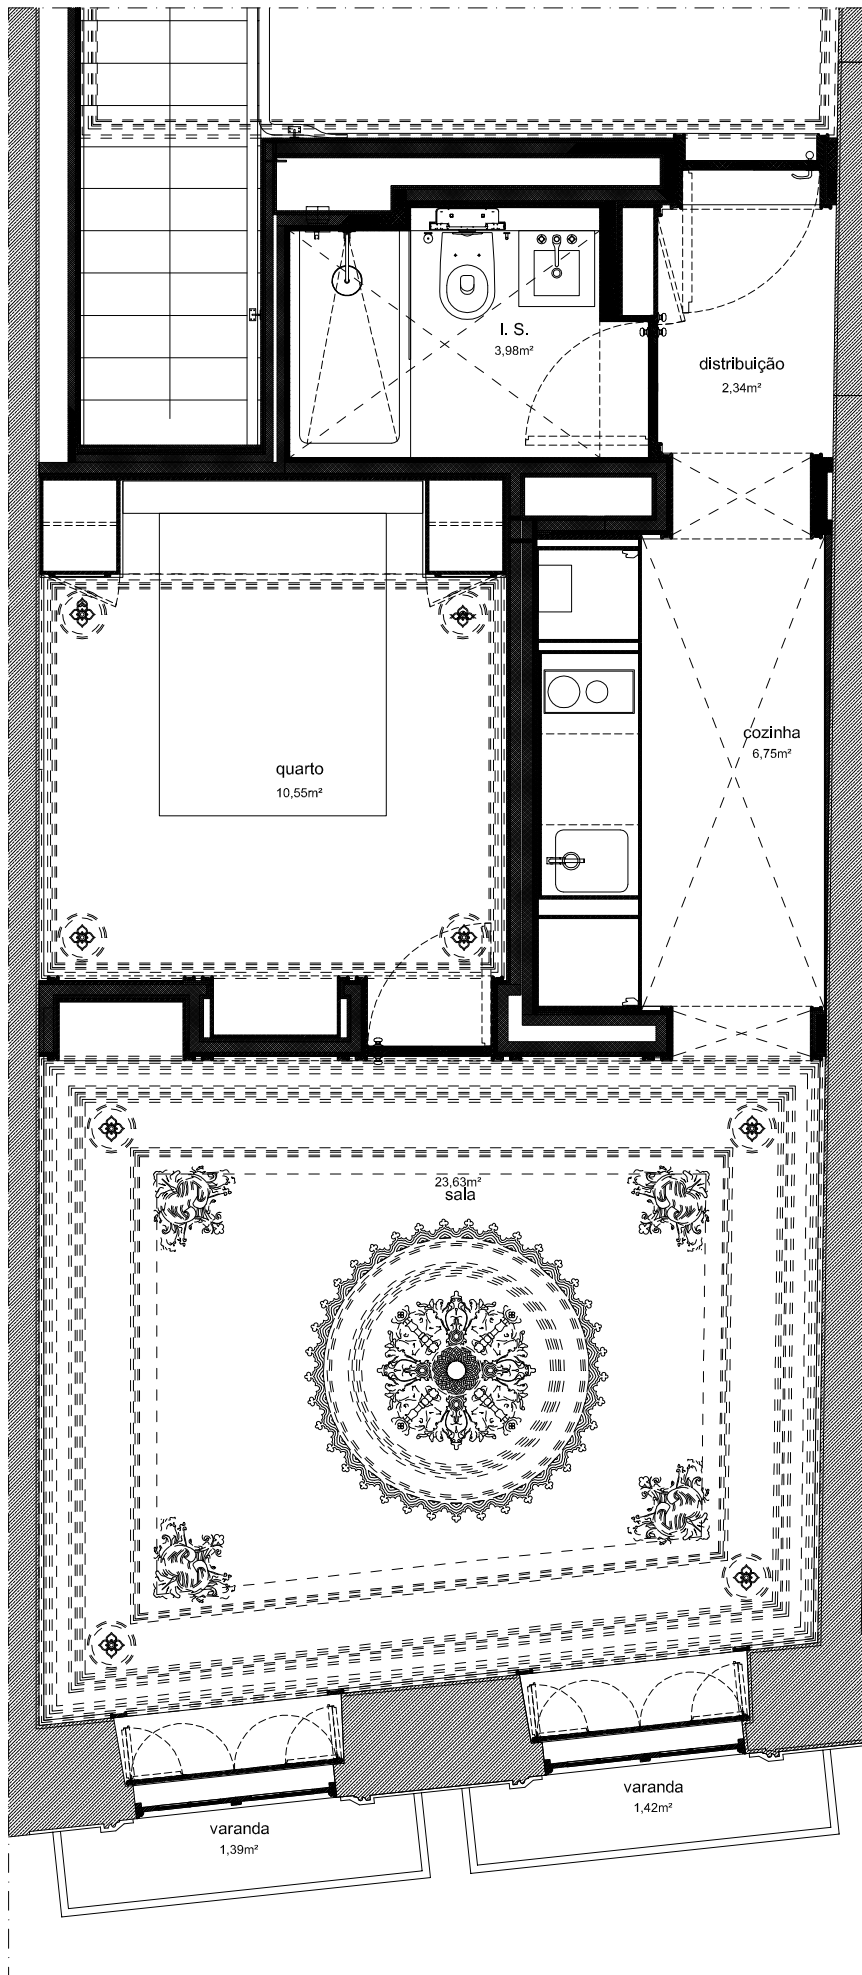 I. S.
3,98m²
distribuição
2,34m²
cozinha
6,75m²
quarto
10,55m²
23,63m²
sala
varanda
1,42m²
varanda
1,39m²